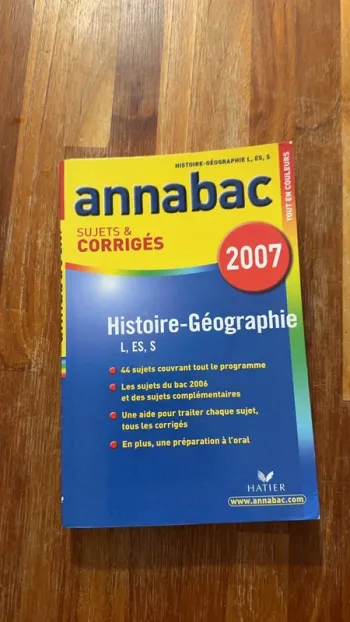 HISTOIRE-GÉOGRAPHIE L, ES, S
annabac
SUJETS &
CORRIGÉS
TOUT EN COULEURS
2007
Histoire-Géographie
L, ES, S
44 sujets couvrant tout le programme
Les sujets du bac 2006
et des sujets complémentaires
Une aide pour traiter chaque sujet,
tous les corrigés
En plus, une préparation à l'oral
HATIER
www.annabac.com